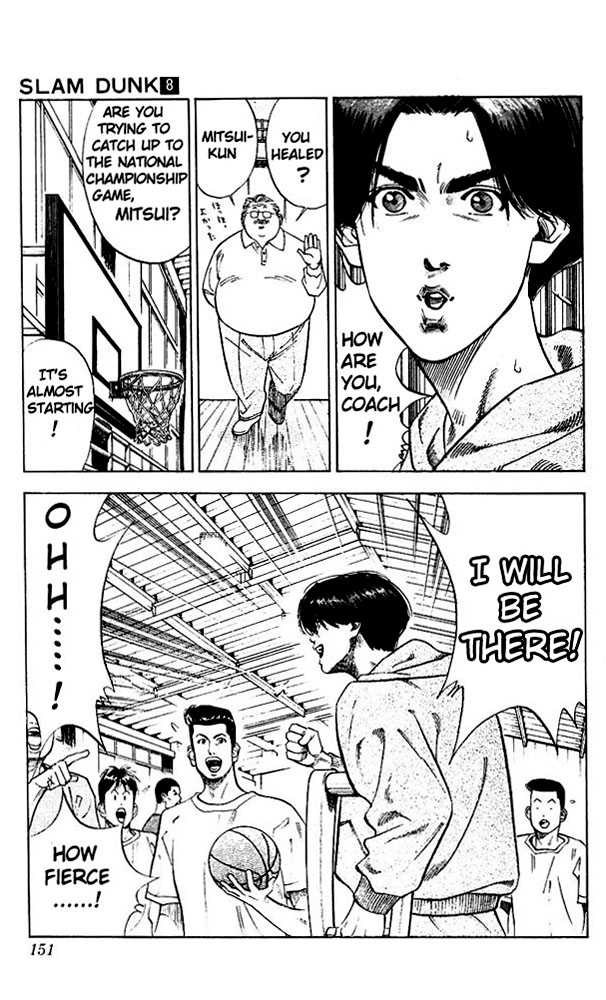 SLAM DUNK 8
HOW
ARE
YOU,
COACH
!
YOU
HEALED
?
MITSUI-
KUN
ARE YOU
TRYING TO
CATCH UP TO
THE NATIONAL
CHAMPIONSHIP
GAME,
MITSUI?
IT'S
ALMOST
STARTING
!
I WILL
BE
THERE!
OHH.....!
HOW
FIERCE
......!
151